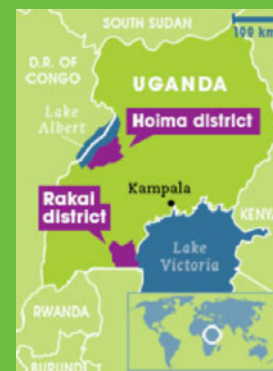 SOUTH SUDAN
100 km
D.R. OF
CONGO
UGANDA
Lake
Albert
Hoima district
Rakai
district
Kampala
KENYA
Lake
Victoria
RWANDA
BURUNDI